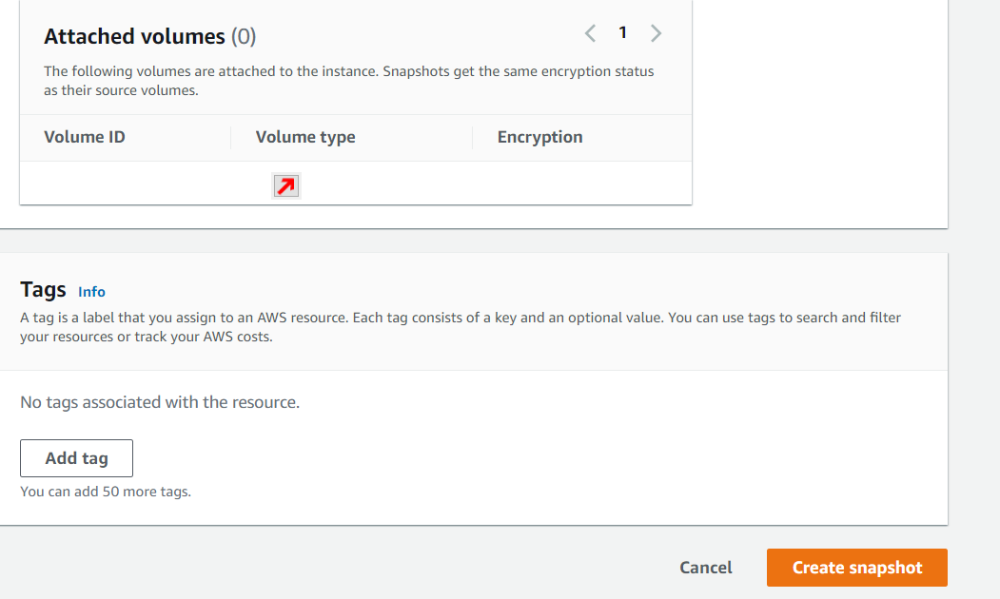 Attached volumes (0)
1
The following volumes are attached to the instance. Snapshots get the same encryption status
as their source volumes.
Volume ID Volume type Encryption
Tags Info
A tag is a label that you assign to an AWS resource. Each tag consists of a key and an optional value. You can use tags to search and filter
your resources or track your AWS costs.
No tags associated with the resource.
Add tag
You can add 50 more tags.
Cancel Create snapshot